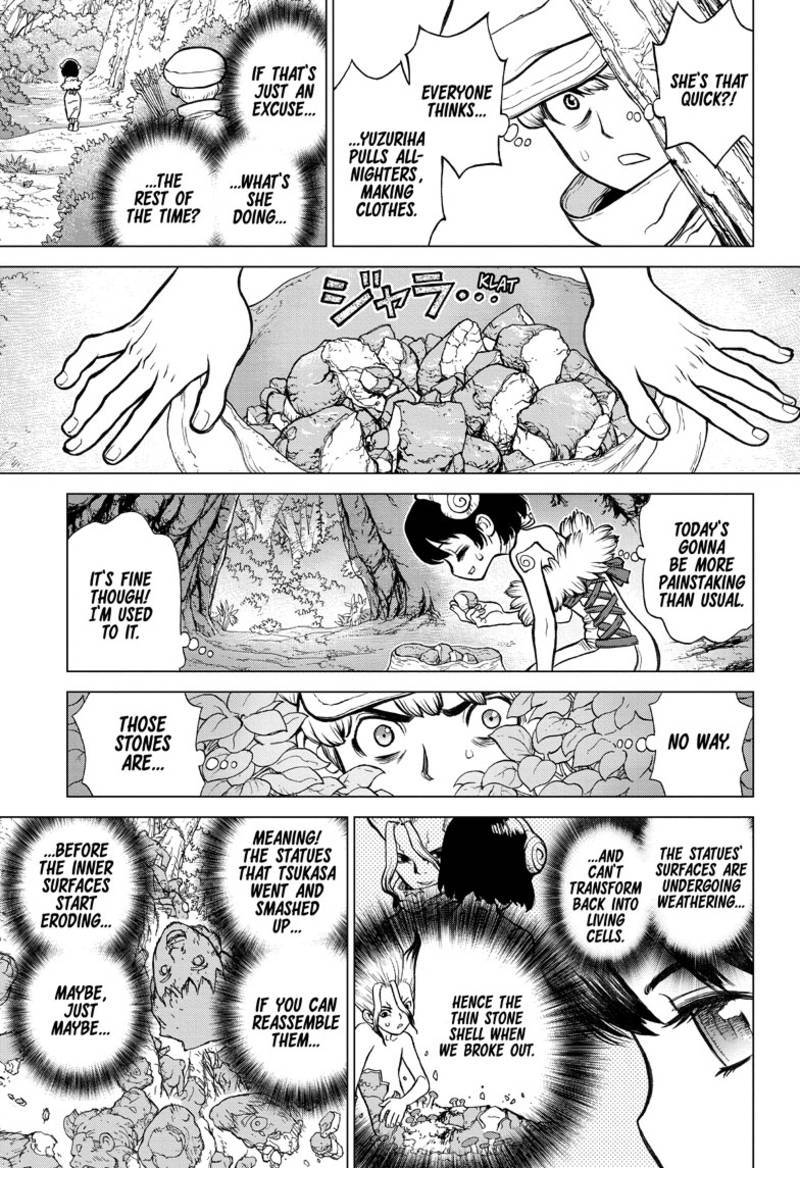 SHE'S THAT
QUICK?!
EVERYONE
THINKS...
...YUZURIHA
PULLS ALL-
NIGHTERS,
MAKING
CLOTHES.
IF THAT'S
JUST AN
EXCUSE...
...WHAT'S
SHE
DOING...
...THE
REST OF
THE TIME?
ジャラ...
KLAT
TODAY'S
GONNA
BE MORE
PAINSTAKING
THAN USUAL.
IT'S FINE
THOUGH!
I'M USED
TO IT.
NO WAY.
THOSE
STONES
ARE...
THE STATUES'
SURFACES ARE
UNDERGOING
WEATHERING...
...AND
CAN'T
TRANSFORM
BACK INTO
LIVING
CELLS.
HENCE THE
THIN STONE
SHELL WHEN
WE BROKE OUT.
MEANING!
THE STATUES
THAT TSUKASA
WENT AND
SMASHED
UP...
IF YOU CAN
REASSEMBLE
THEM...
...BEFORE
THE INNER
SURFACES
START
ERODING...
MAYBE,
JUST
MAYBE...